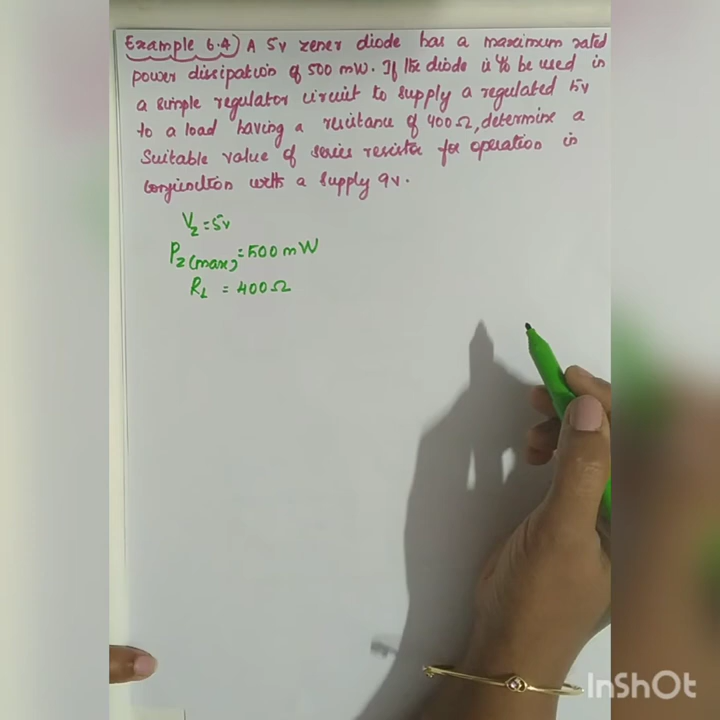 Example 6.4) A 5v zener diode has a maximum rated
power dissipation of 500 mW. If the diode is to be used in
a simple regulator circuit to supply a regulated 5v
to a load having a resistance of 400Ω, determine a
Suitable value of series resistor for operation in
conjunction with a supply 9v.
Vz = 5v
Pz(max) = 500 mW
RL = 400Ω
InShOt